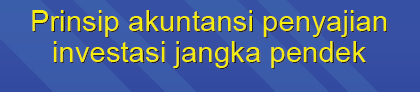 Prinsip akuntansi penyajian
investasi jangka pendek